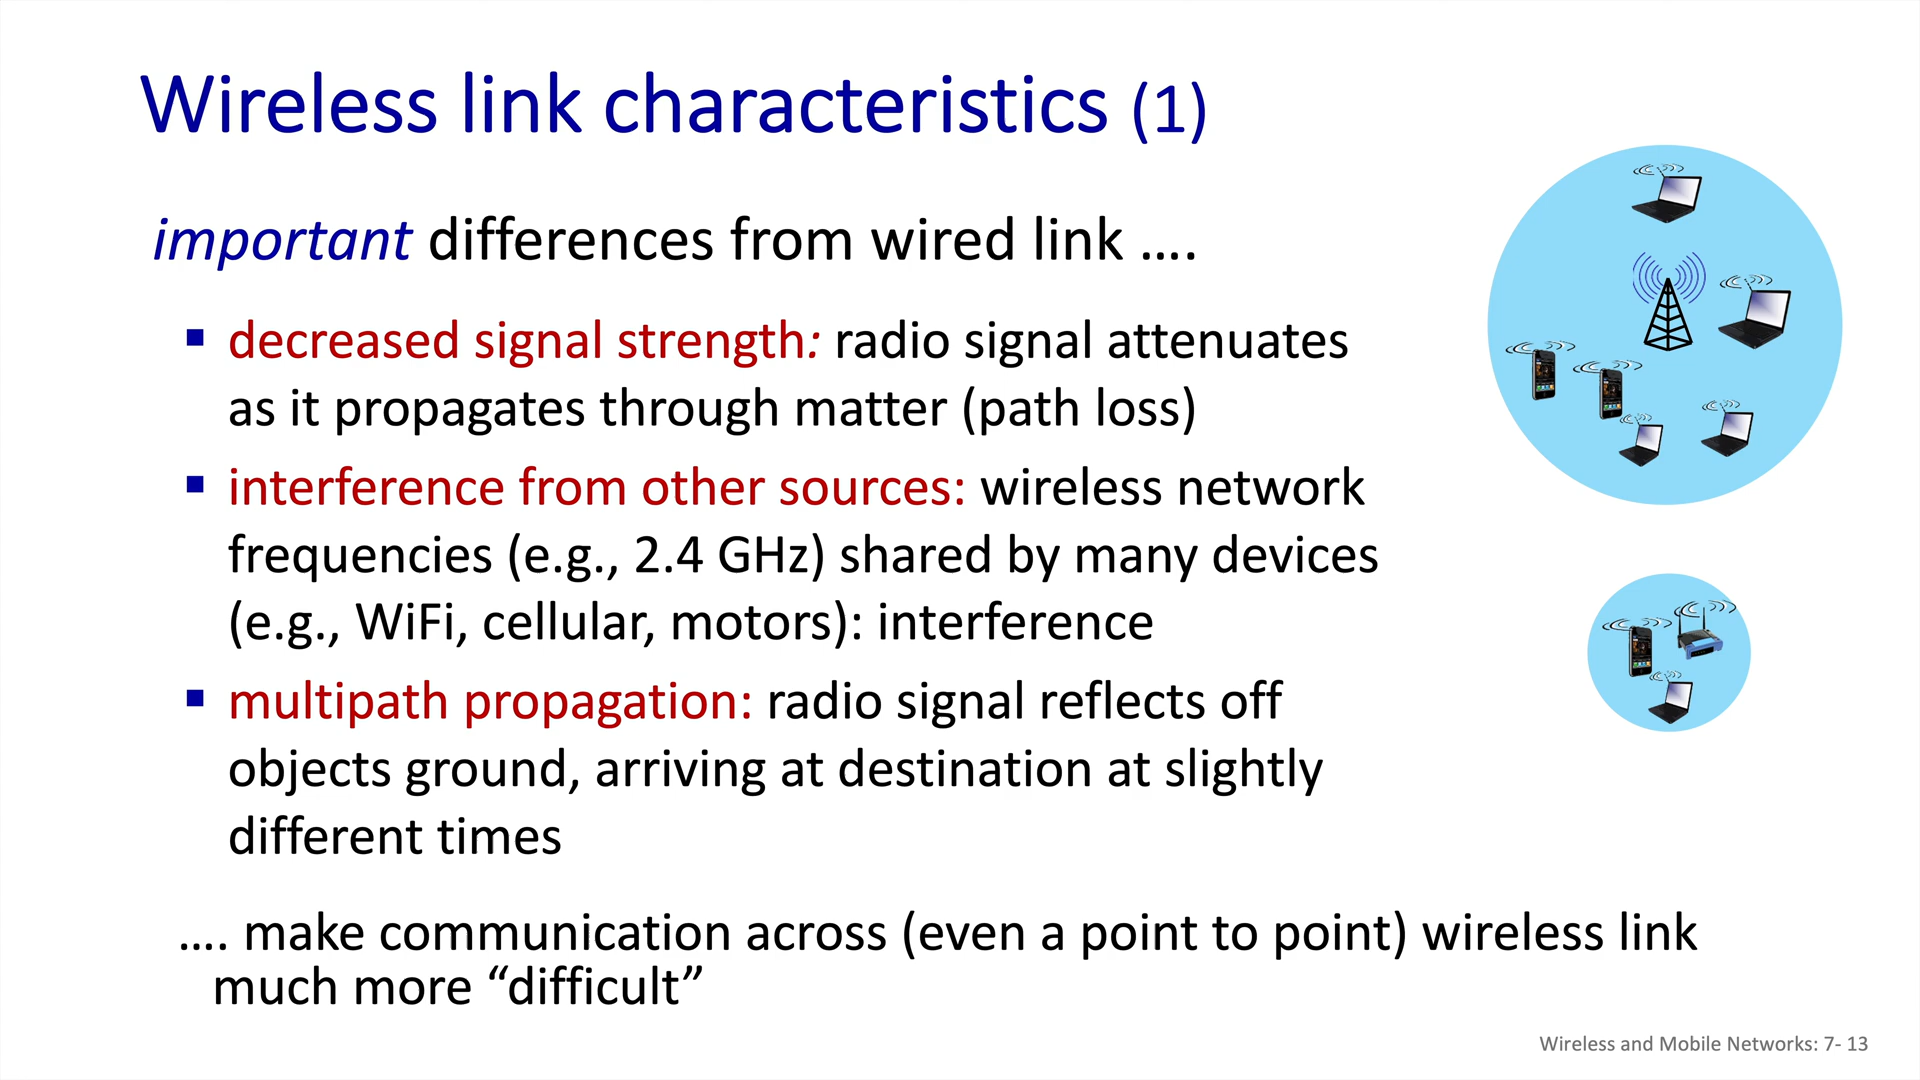 Wireless link characteristics (1)
important differences from wired link ….
▪ decreased signal strength: radio signal attenuates
as it propagates through matter (path loss)
▪ interference from other sources: wireless network
frequencies (e.g., 2.4 GHz) shared by many devices
(e.g., WiFi, cellular, motors): interference
▪ multipath propagation: radio signal reflects off
objects ground, arriving at destination at slightly
different times
…. make communication across (even a point to point) wireless link
much more “difficult”
Wireless and Mobile Networks: 7- 13